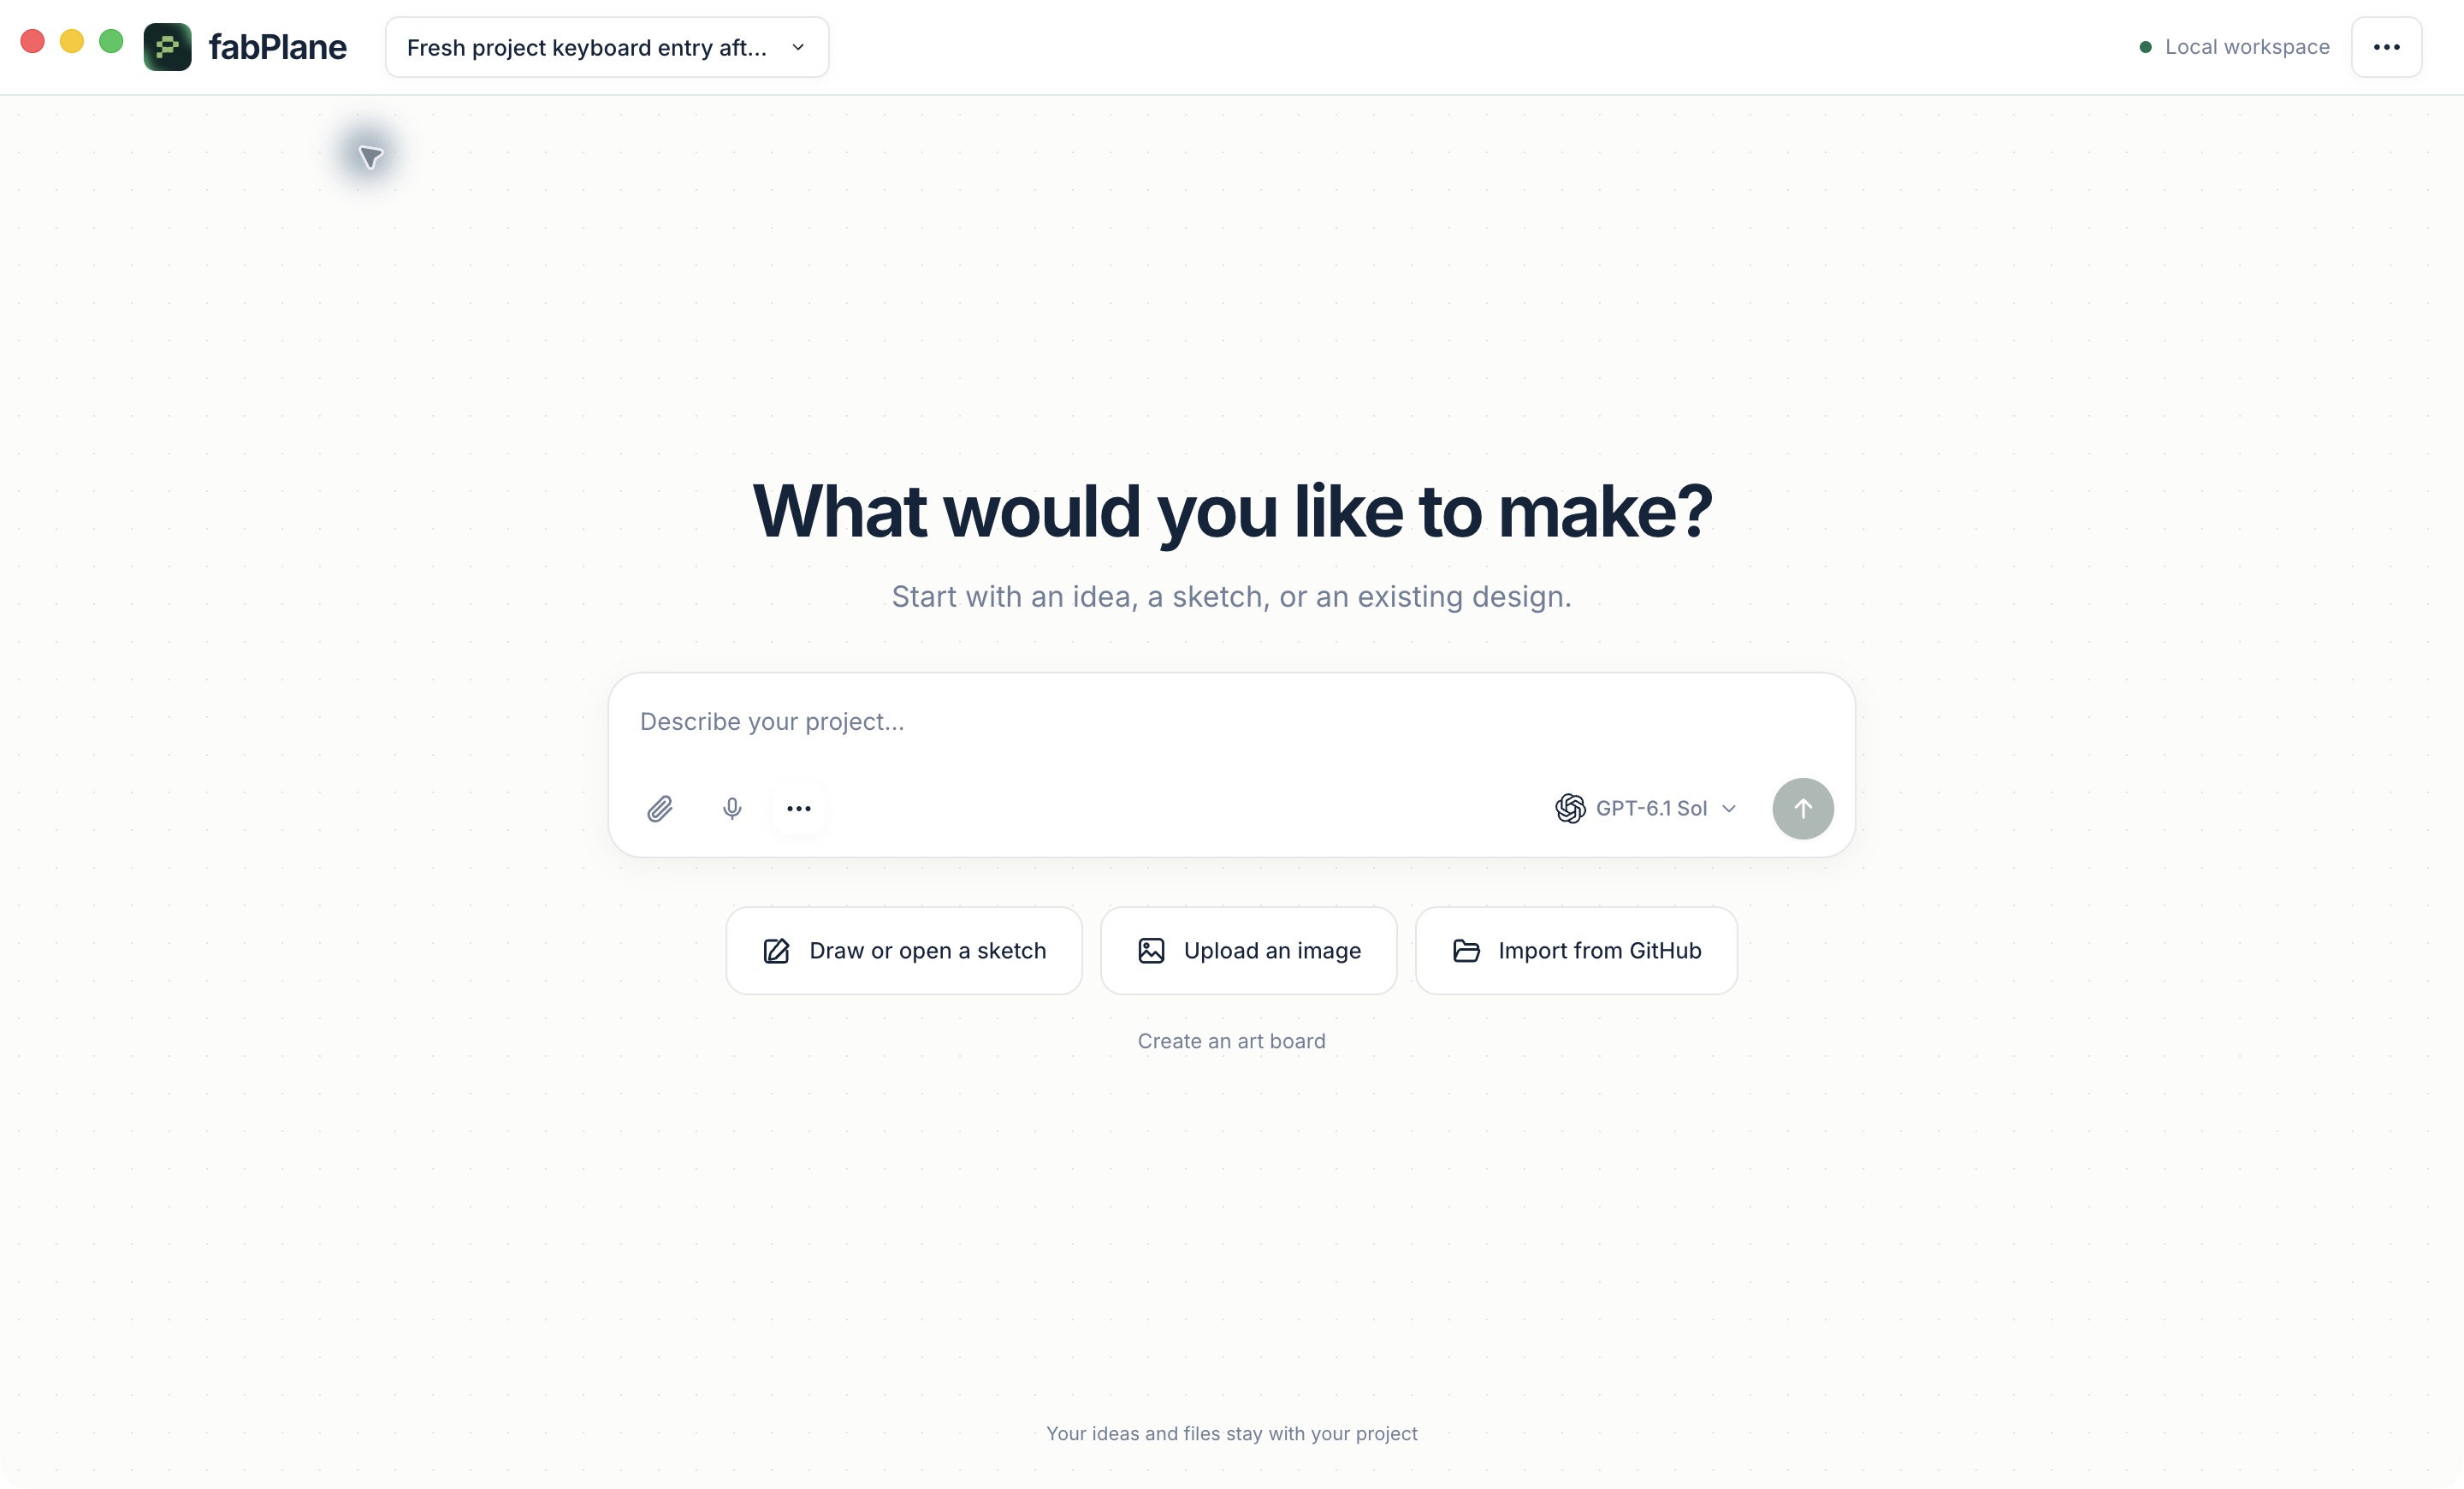 fabPlane
Fresh project keyboard entry aft...
Local workspace
What would you like to make?
Start with an idea, a sketch, or an existing design.
Describe your project...
GPT-6.1 Sol
Draw or open a sketch
Upload an image
Import from GitHub
Create an art board
Your ideas and files stay with your project